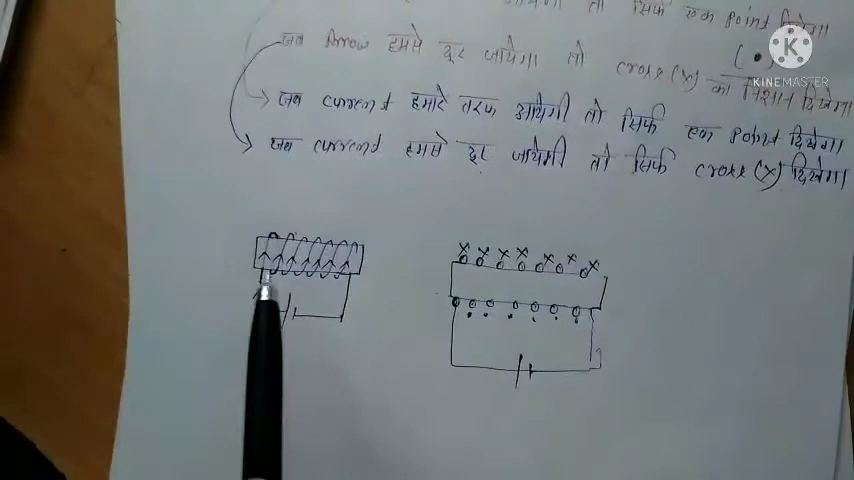 तो सिर्फ एक point दिखेगा
(•)
जब Arrow हमसे दूर जायेगा तो cross (x) का निशान दिखेगा
KINEMASTER
जब current हमारे तरफ आयेगी तो सिर्फ एक point दिखेगा
जब current हमसे दूर जायेगी तो सिर्फ cross (x) दिखेगा
x x x x x x x